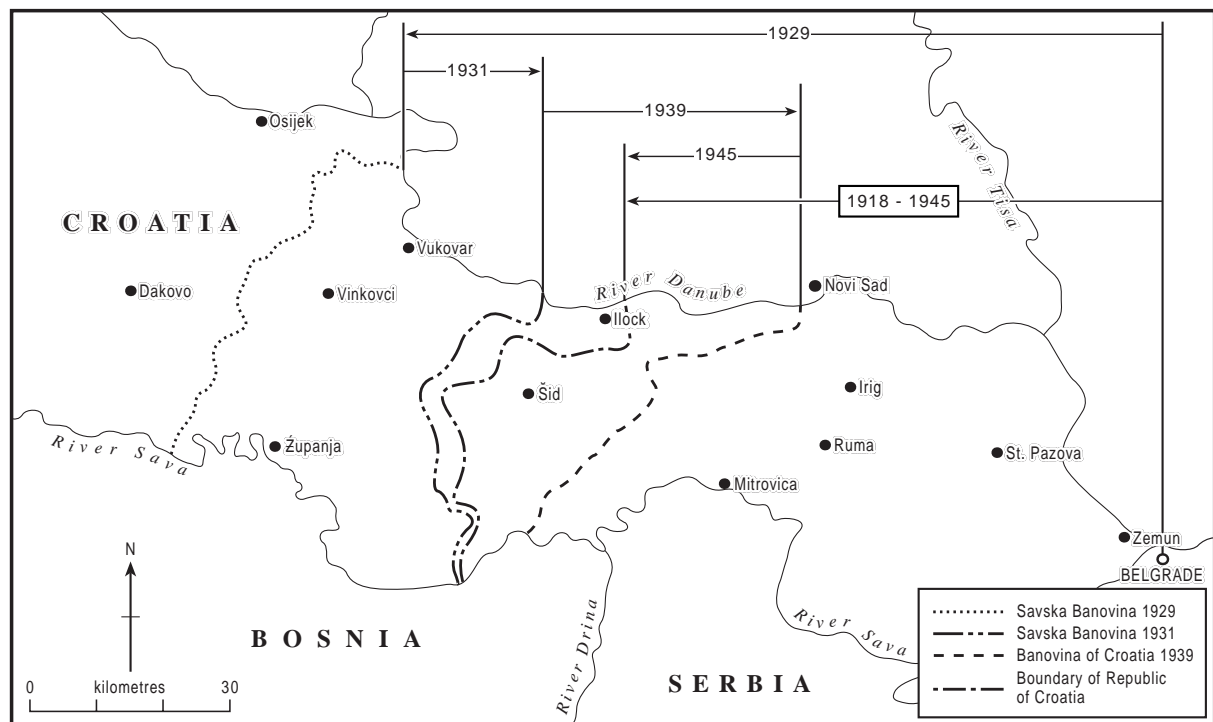 1929
1931
1939
1945
1918 - 1945
Osijek
River Tisa
CROATIA
Vukovar
Dakovo
Vinkovci
River Danube
Novi Sad
Ilock
Šid
Irig
River Sava
Źupanja
Ruma
St. Pazova
Mitrovica
Zemun
BELGRADE
N
BOSNIA
River Drina
River Sava
SERBIA
0 kilometres 30
Savska Banovina 1929
Savska Banovina 1931
Banovina of Croatia 1939
Boundary of Republic
of Croatia